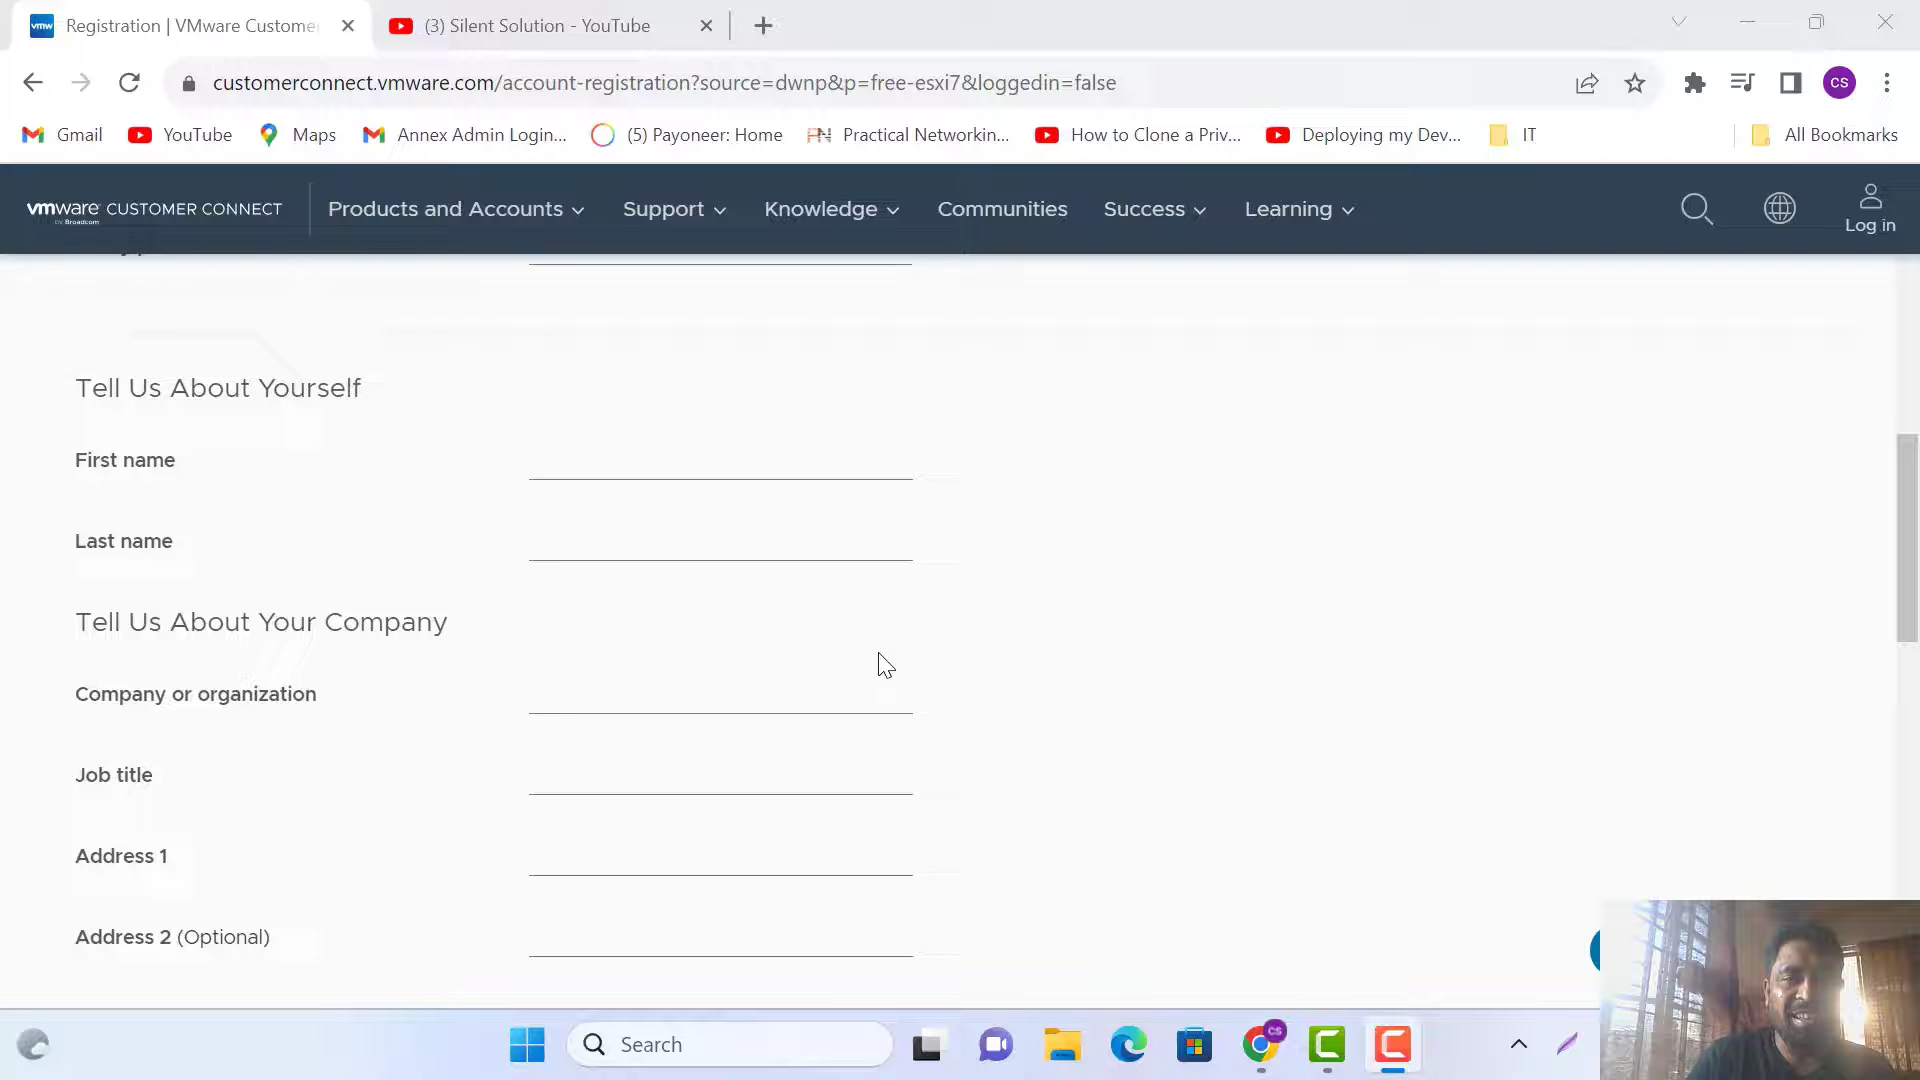 Registration | VMware Custome
(3) Silent Solution - YouTube
customerconnect.vmware.com/account-registration?source=dwnp&p=free-esxi7&loggedin=false
CS
Gmail
YouTube
Maps
Annex Admin Login...
(5) Payoneer: Home
Practical Networkin...
How to Clone a Priv...
Deploying my Dev...
IT
All Bookmarks
vmware CUSTOMER CONNECT
by Broadcom
Products and Accounts
Support
Knowledge
Communities
Success
Learning
Log in
Tell Us About Yourself
First name
Last name
Tell Us About Your Company
Company or organization
Job title
Address 1
Address 2 (Optional)
Search
CS